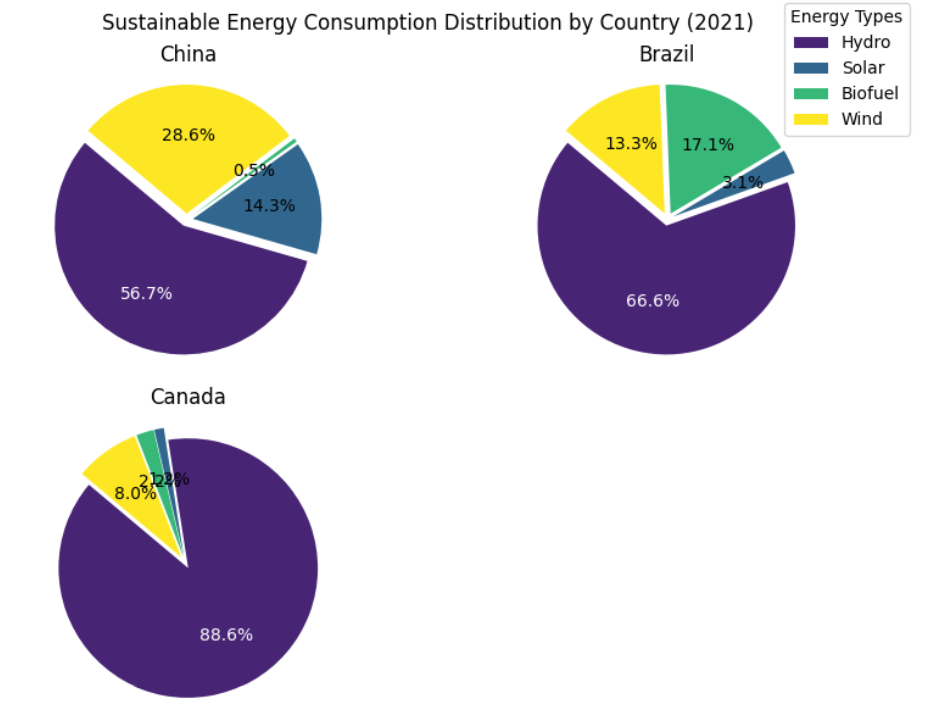 Sustainable Energy Consumption Distribution by Country (2021)
Energy Types
Hydro
Solar
Biofuel
Wind
China
28.6%
0.5%
14.3%
56.7%
Brazil
13.3%
17.1%
3.1%
66.6%
Canada
8.0%
88.6%